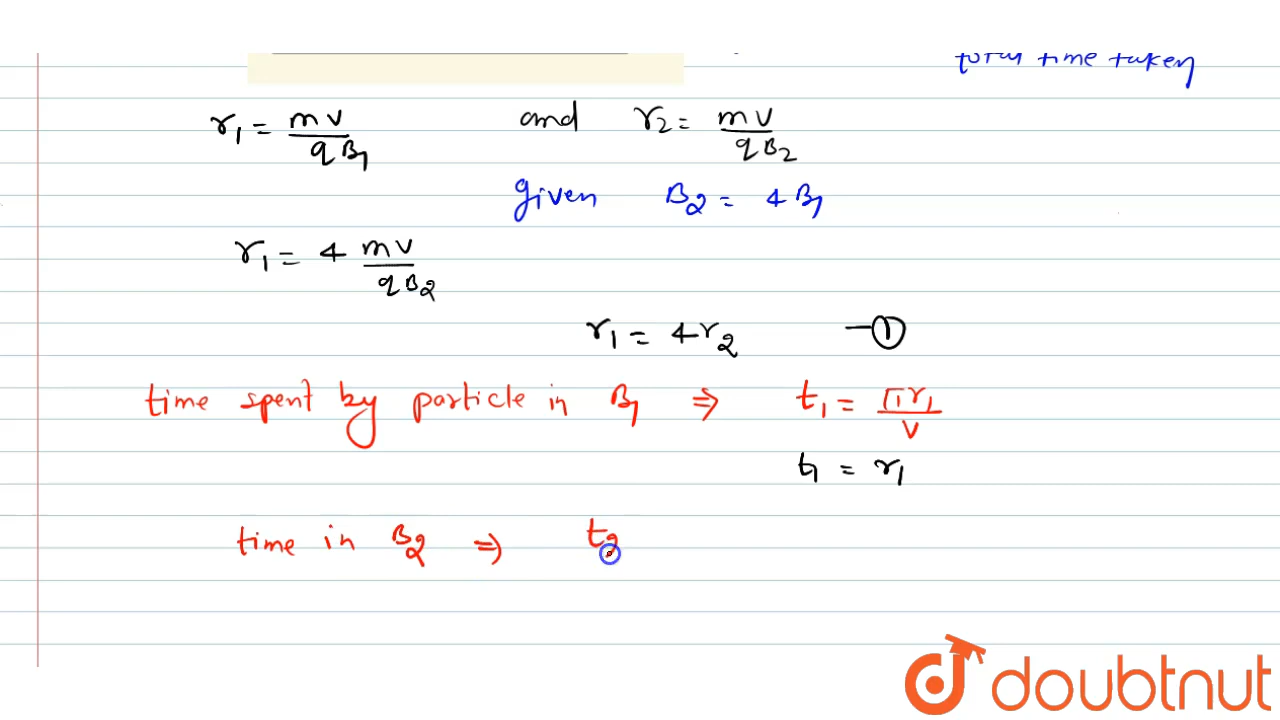 total time taken
r₁ = mv/qB₁ and r₂ = mv/qB₂
given B₂ = 4B₁
r₁ = 4 mv/qB₂
r₁ = 4r₂ —①
time spent by particle in B₁ ⇒ t₁ = πr₁/v
t₁ = r₁
time in B₂ ⇒ t₂
doubtnut